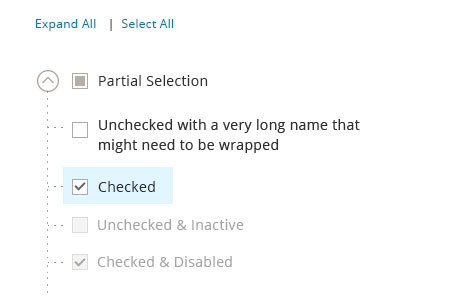 Expand All | Select All
Partial Selection
Unchecked with a very long name that
might need to be wrapped
Checked
Unchecked & Inactive
Checked & Disabled